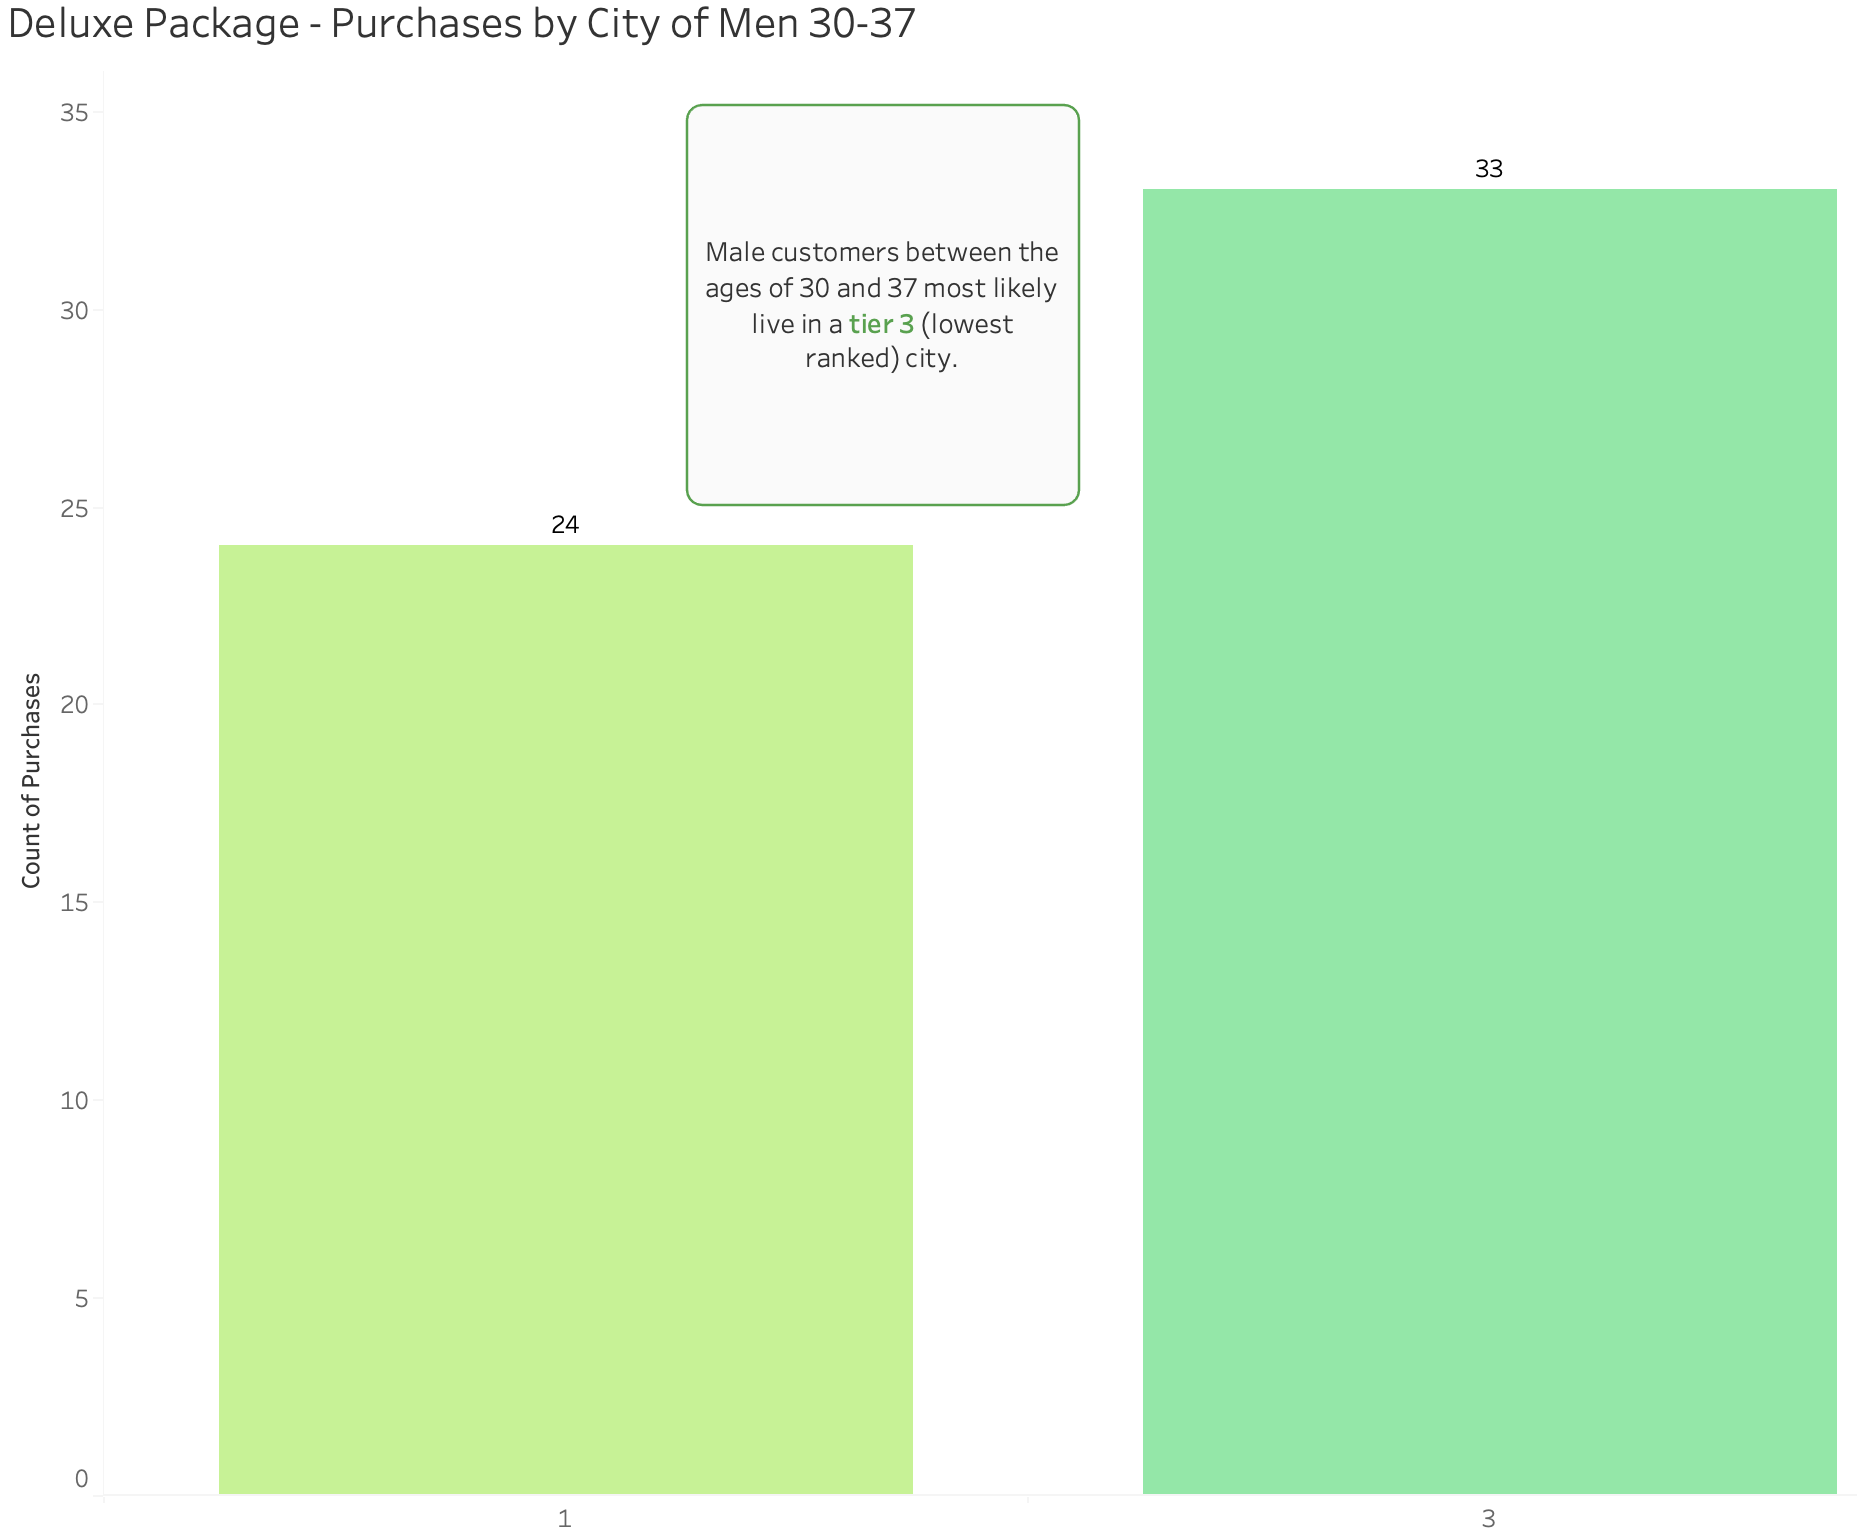 Deluxe Package - Purchases by City of Men 30-37
35
33
Male customers between the
ages of 30 and 37 most likely
live in a tier 3 (lowest
ranked) city.
30
25
24
20
Count of Purchases
15
10
5
0
1
3